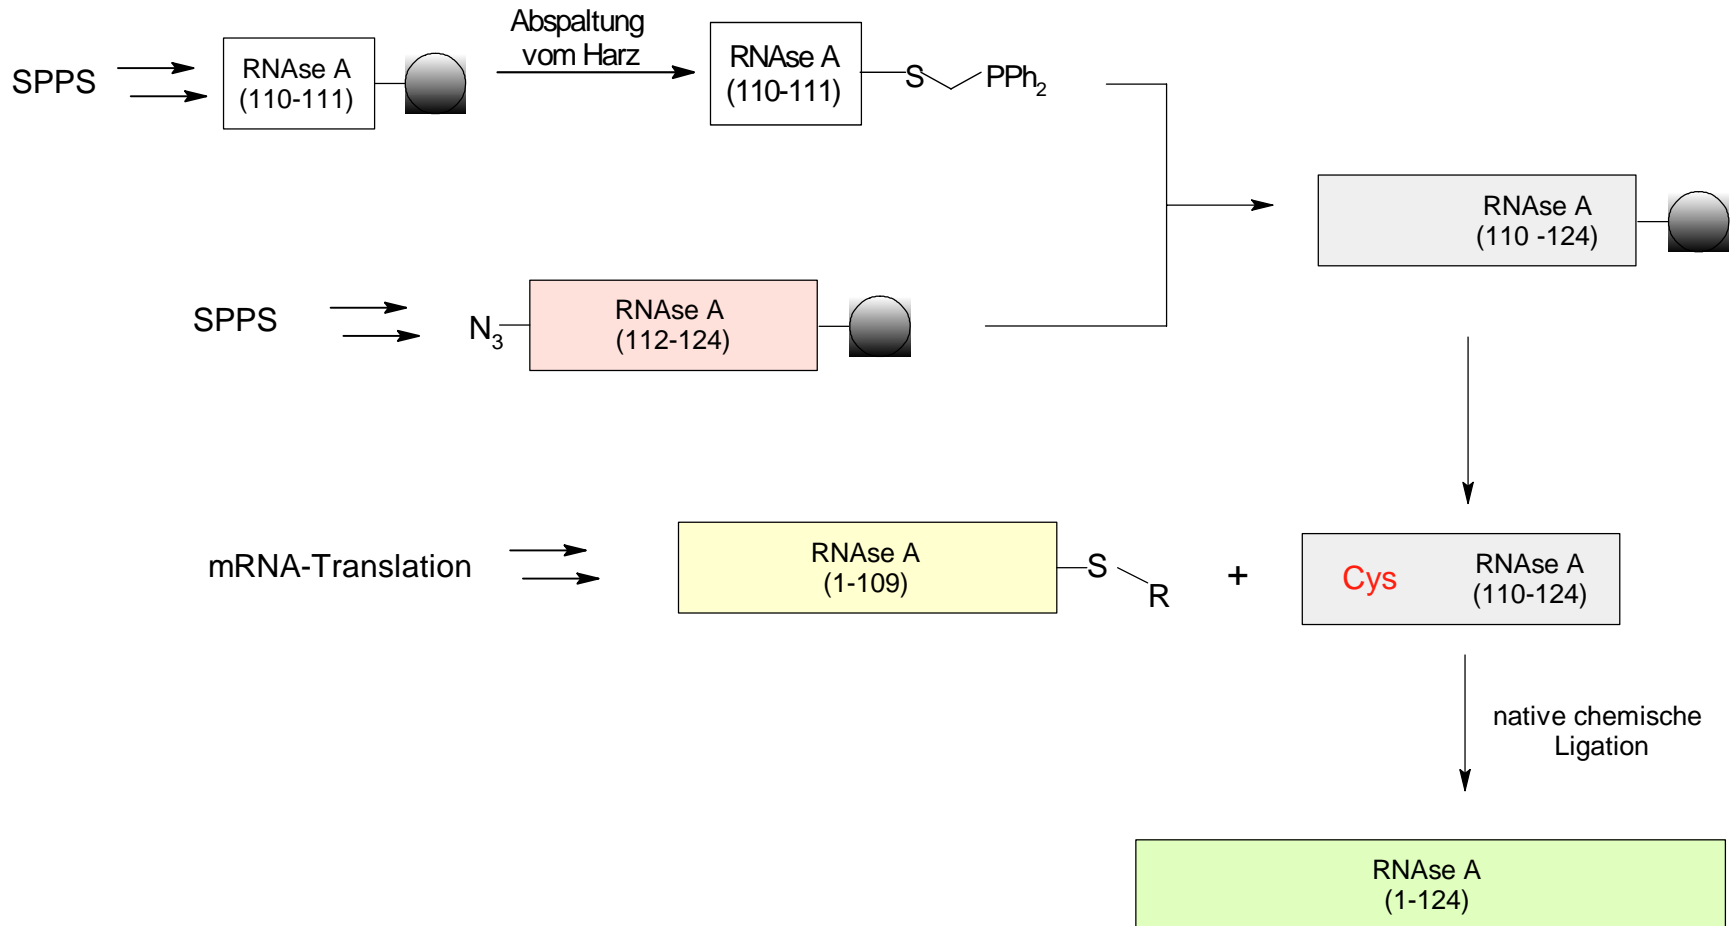 Abspaltung
vom Harz
SPPS
RNAse A
(110-111)
RNAse A
(110-111)
S
PPh2
RNAse A
(110 -124)
SPPS
N3
RNAse A
(112-124)
mRNA-Translation
RNAse A
(1-109)
S
R
+
Cys
RNAse A
(110-124)
native chemische
Ligation
RNAse A
(1-124)